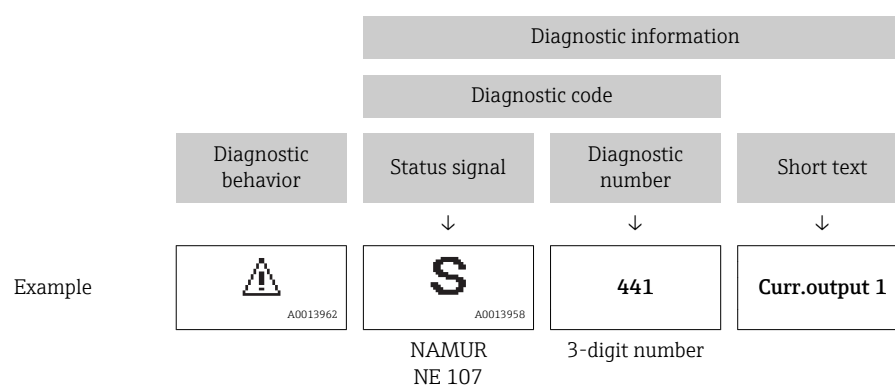 Diagnostic information
Diagnostic code
Diagnostic
behavior
Status signal
Diagnostic
number
Short text
↓ ↓ ↓
Example
A0013962
S
A0013958
441
Curr.output 1
NAMUR
NE 107
3-digit number